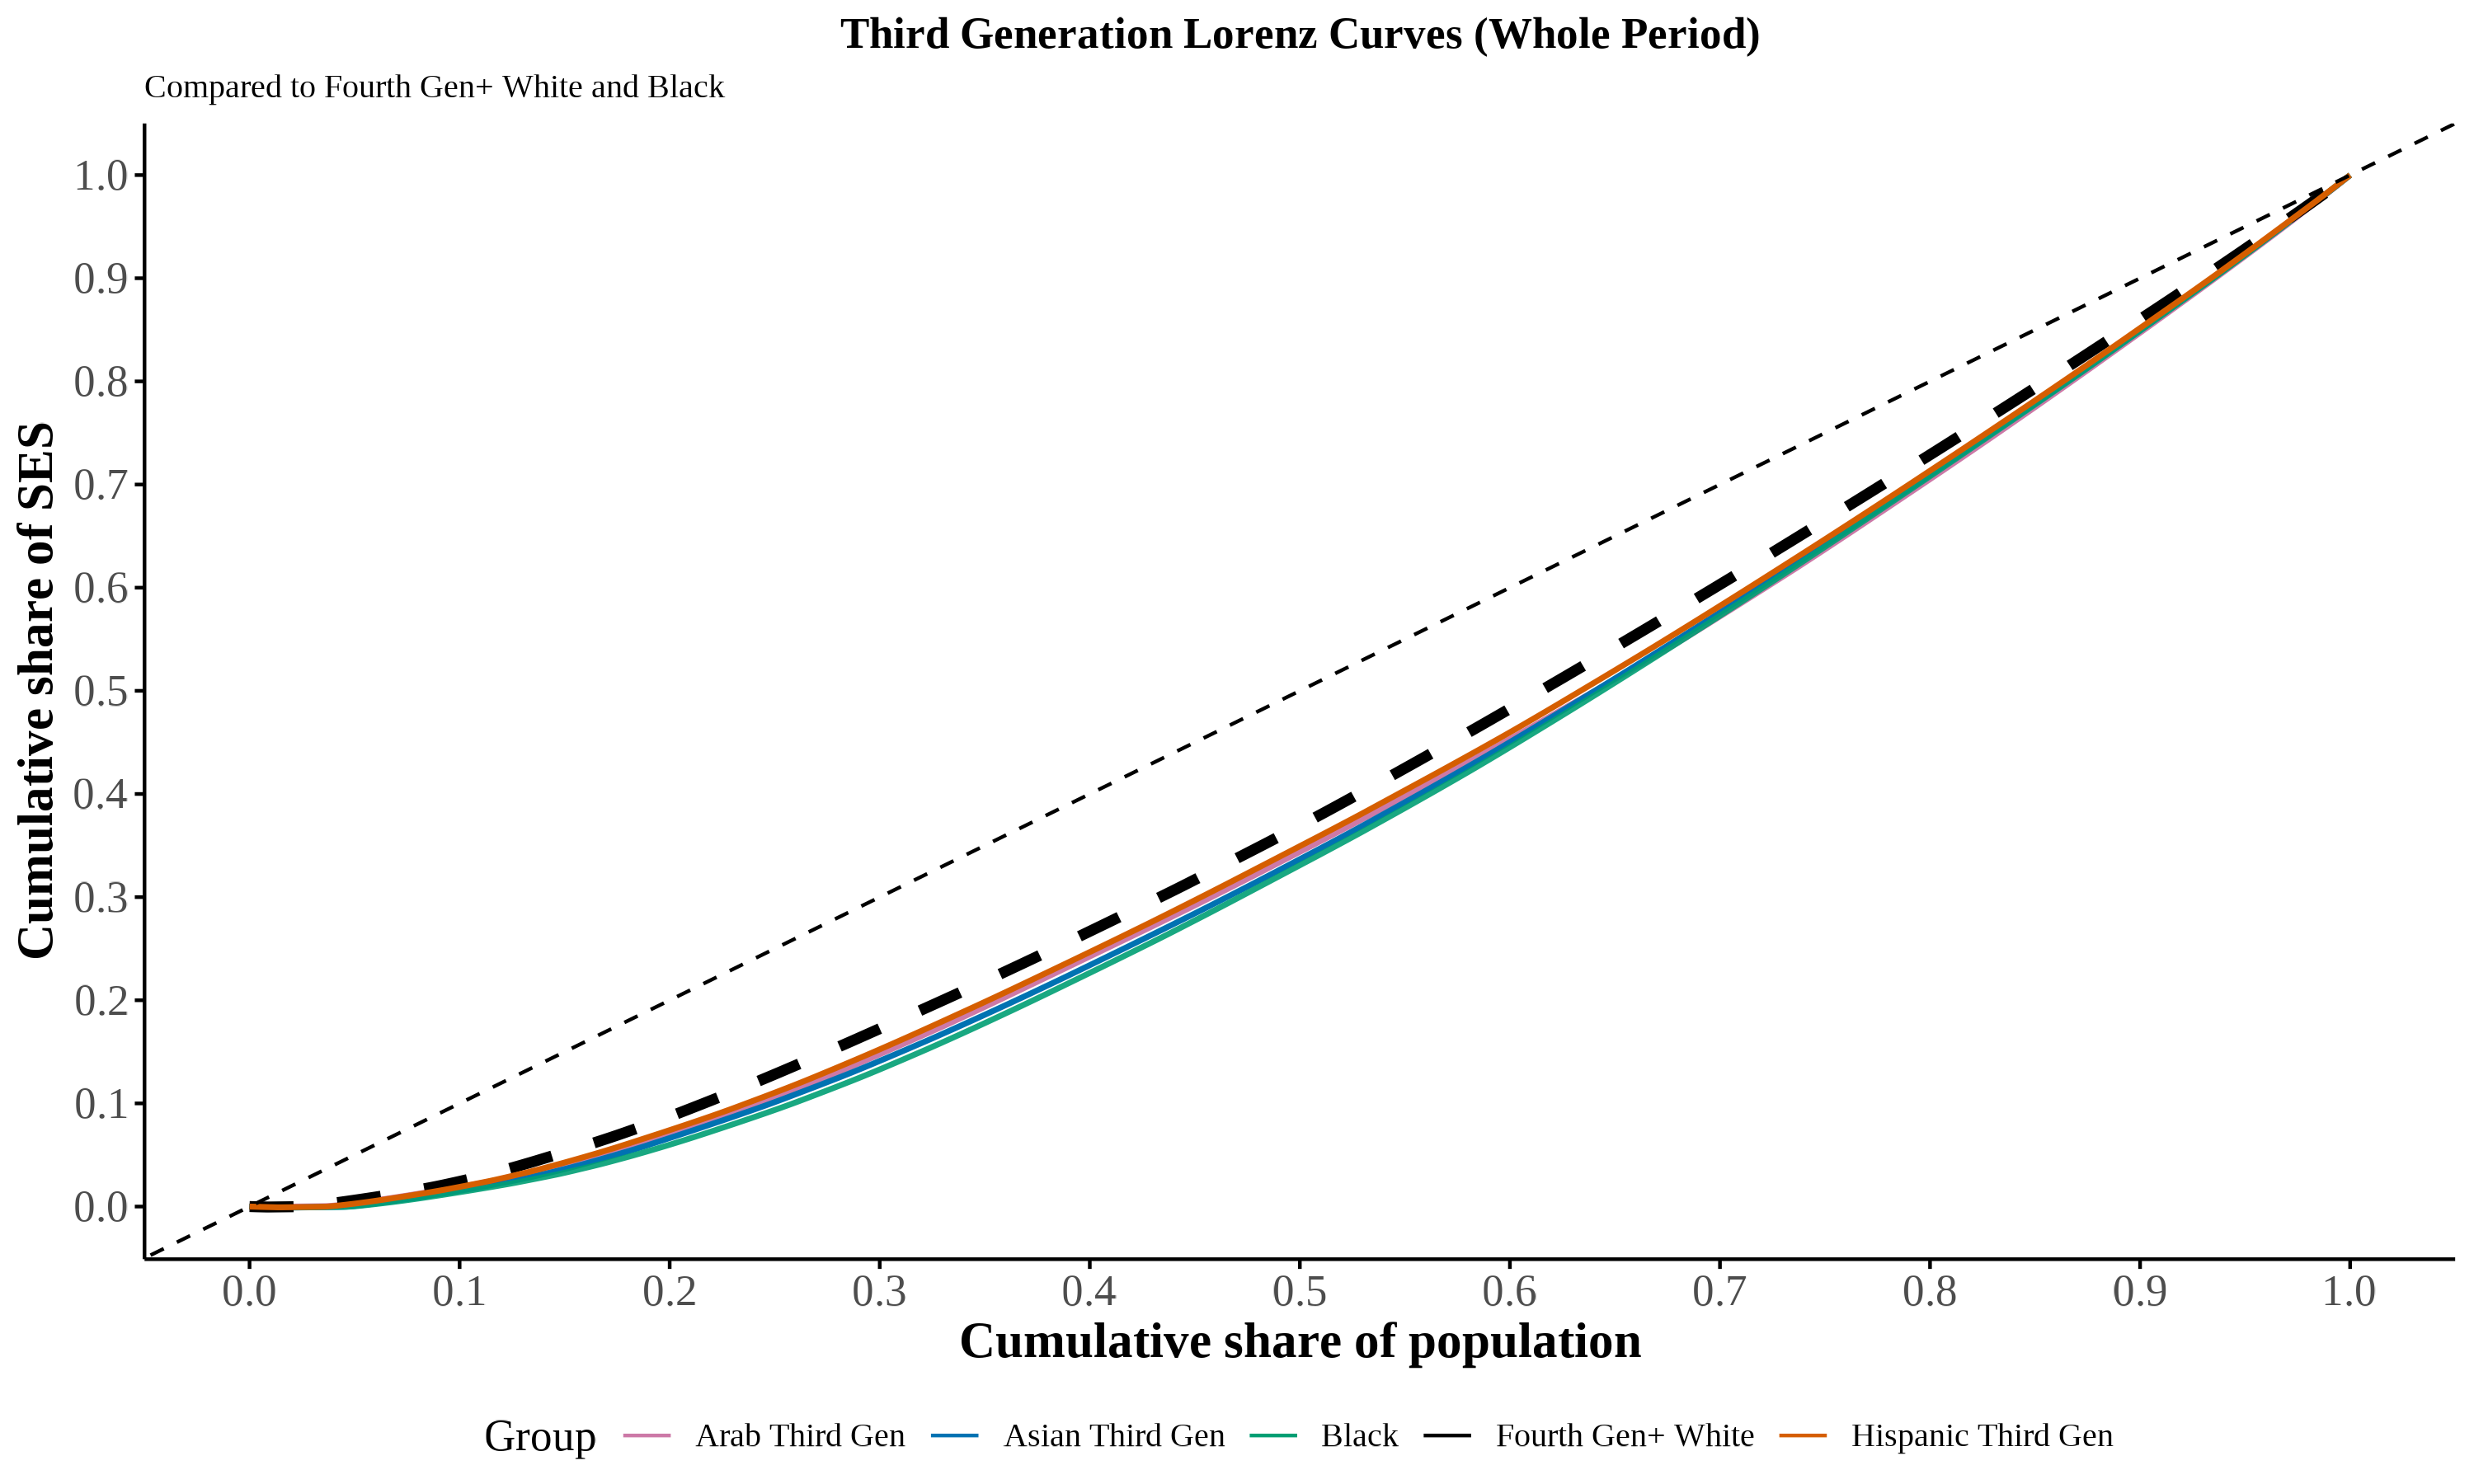 Third Generation Lorenz Curves (Whole Period)
Compared to Fourth Gen+ White and Black
Cumulative share of SES
1.0
0.9
0.8
0.7
0.6
0.5
0.4
0.3
0.2
0.1
0.0
0.0 0.1 0.2 0.3 0.4 0.5 0.6 0.7 0.8 0.9 1.0
Cumulative share of population
Group Arab Third Gen Asian Third Gen Black Fourth Gen+ White Hispanic Third Gen